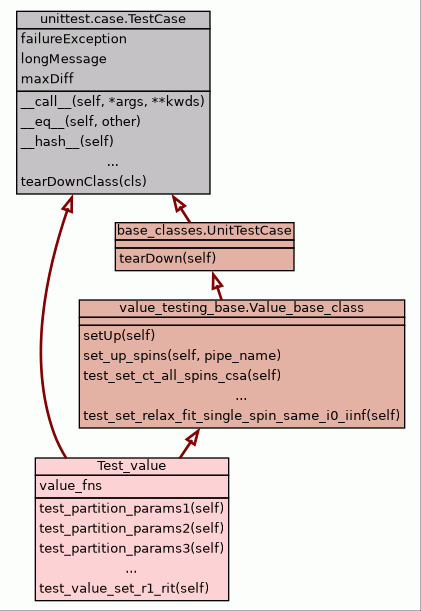 unittest.case.TestCase
failureException
longMessage
maxDiff
__call__(self, *args, **kwds)
__eq__(self, other)
__hash__(self)
...
tearDownClass(cls)
base_classes.UnitTestCase
tearDown(self)
value_testing_base.Value_base_class
setUp(self)
set_up_spins(self, pipe_name)
test_set_ct_all_spins_csa(self)
...
test_set_relax_fit_single_spin_same_i0_iinf(self)
Test_value
value_fns
test_partition_params1(self)
test_partition_params2(self)
test_partition_params3(self)
...
test_value_set_r1_rit(self)